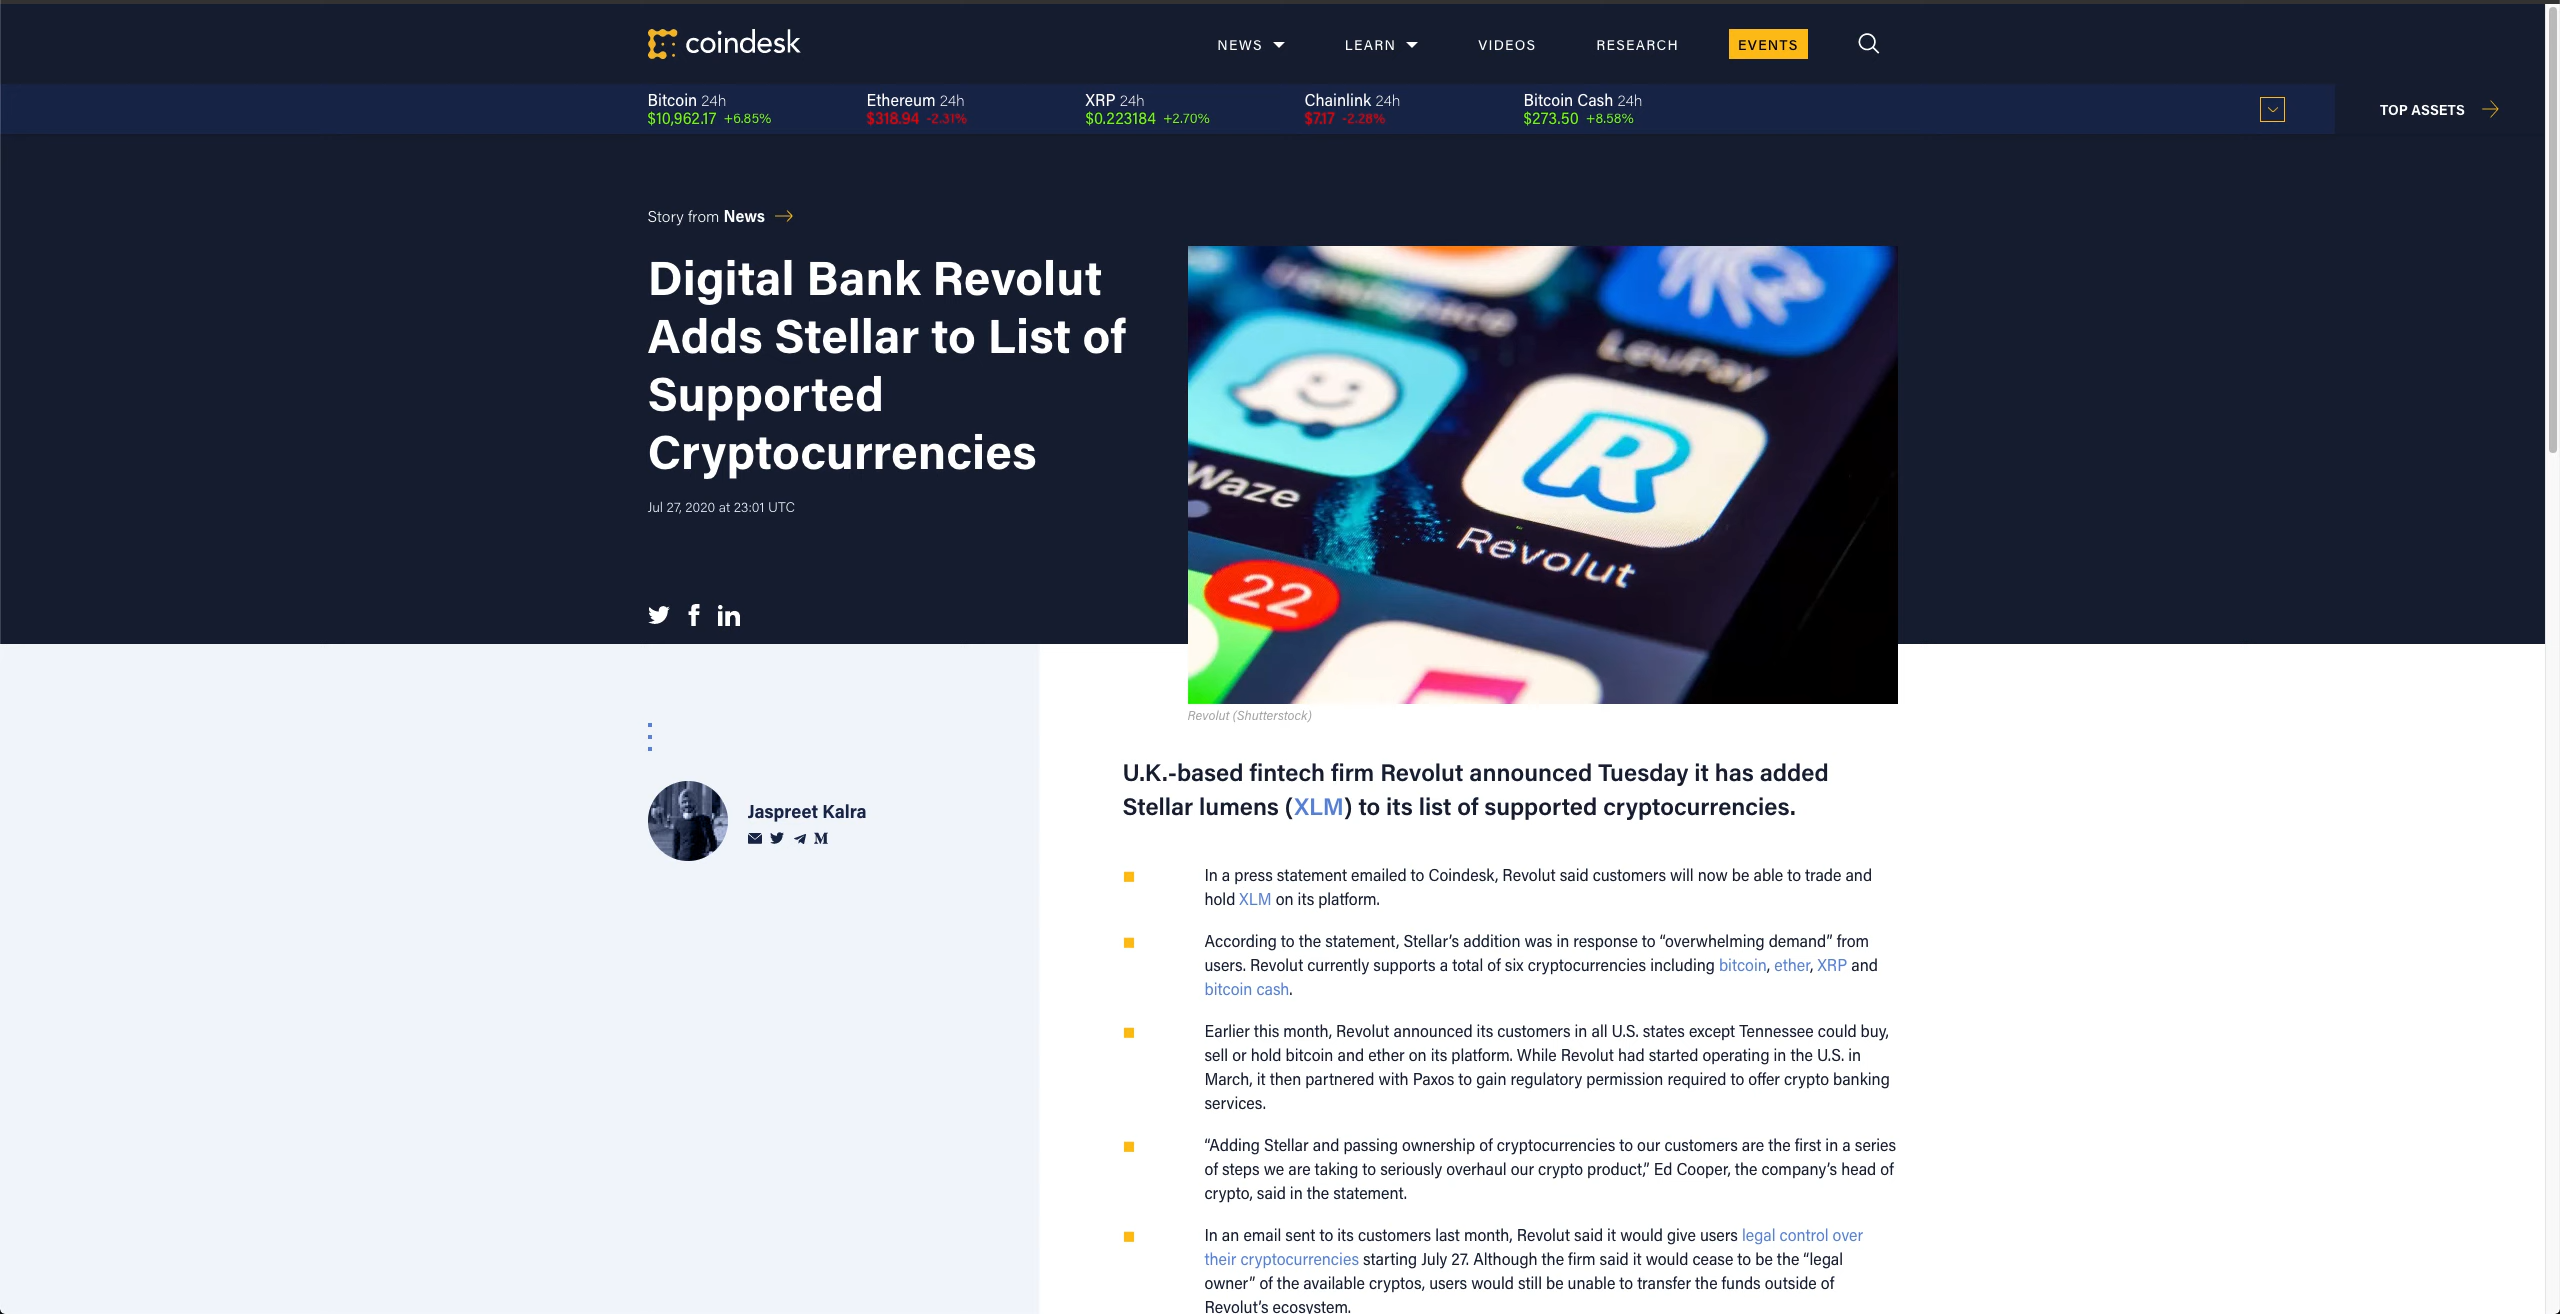 coindesk
NEWS
LEARN
VIDEOS
RESEARCH
EVENTS
Bitcoin 24h
$10,962.17 +6.85%
Ethereum 24h
$318.94 -2.31%
XRP 24h
$0.223184 +2.70%
Chainlink 24h
$7.17 -2.28%
Bitcoin Cash 24h
$273.50 +8.58%
TOP ASSETS
Story from News
Digital Bank Revolut
Adds Stellar to List of
Supported
Cryptocurrencies
Jul 27, 2020 at 23:01 UTC
LeuPay
Waze
R
Revolut
22
Revolut (Shutterstock)
Jaspreet Kalra
U.K.-based fintech firm Revolut announced Tuesday it has added
Stellar lumens (XLM) to its list of supported cryptocurrencies.
In a press statement emailed to Coindesk, Revolut said customers will now be able to trade and
hold XLM on its platform.
According to the statement, Stellar’s addition was in response to “overwhelming demand” from
users. Revolut currently supports a total of six cryptocurrencies including bitcoin, ether, XRP and
bitcoin cash.
Earlier this month, Revolut announced its customers in all U.S. states except Tennessee could buy,
sell or hold bitcoin and ether on its platform. While Revolut had started operating in the U.S. in
March, it then partnered with Paxos to gain regulatory permission required to offer crypto banking
services.
“Adding Stellar and passing ownership of cryptocurrencies to our customers are the first in a series
of steps we are taking to seriously overhaul our crypto product,” Ed Cooper, the company’s head of
crypto, said in the statement.
In an email sent to its customers last month, Revolut said it would give users legal control over
their cryptocurrencies starting July 27. Although the firm said it would cease to be the “legal
owner” of the available cryptos, users would still be unable to transfer the funds outside of
Revolut’s ecosystem.